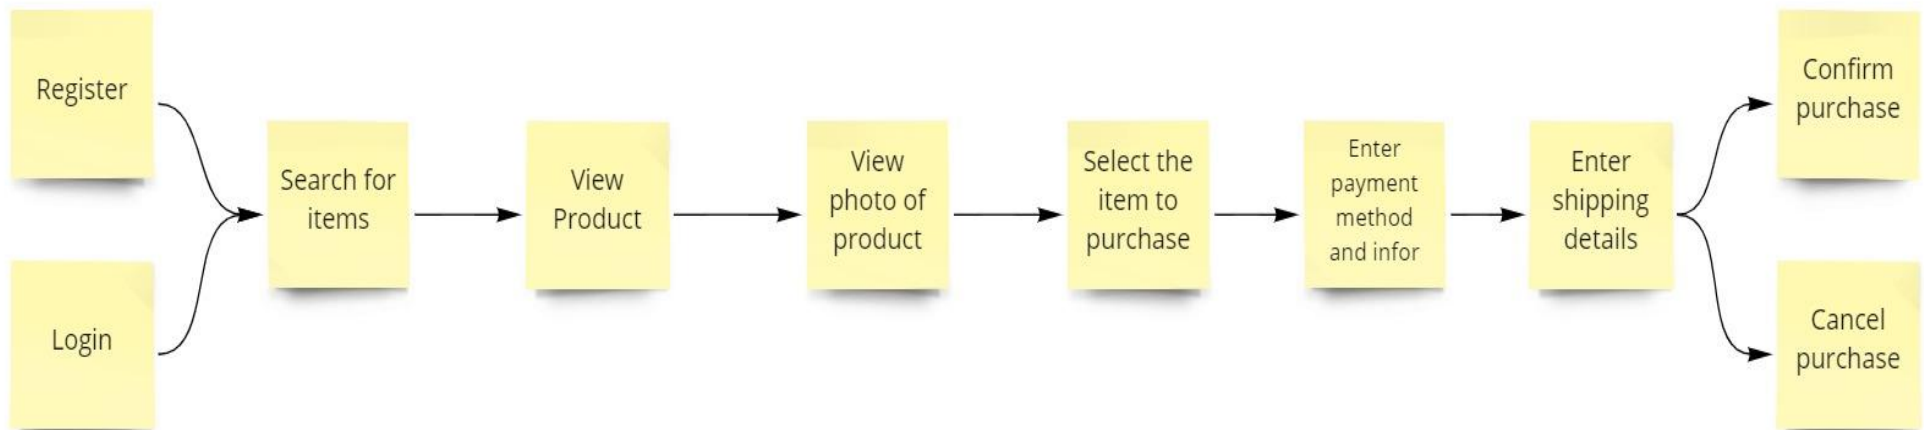 Register
Login
Search for
items
View
Product
View
photo of
product
Select the
item to
purchase
Enter
payment
method
and infor
Enter
shipping
details
Confirm
purchase
Cancel
purchase